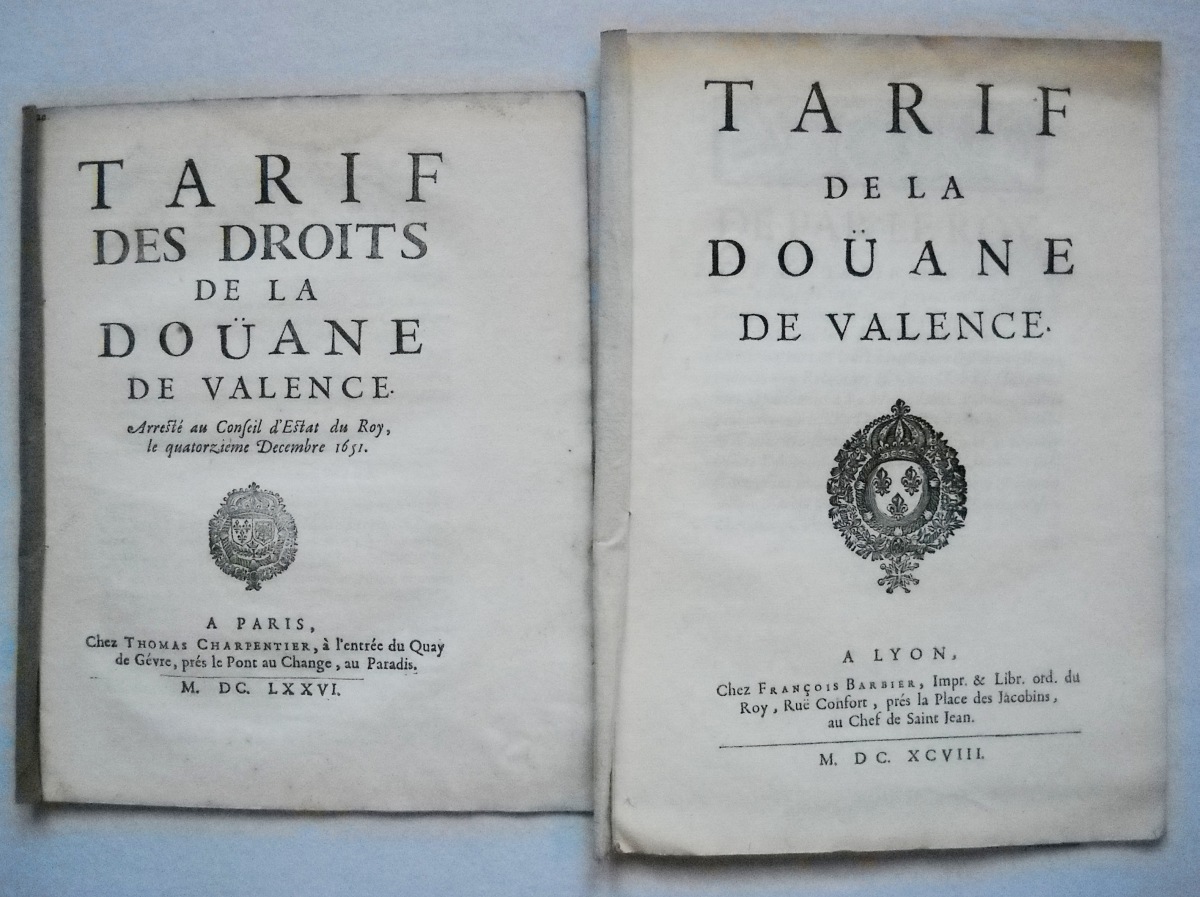 TARIF
DES DROITS
DE LA
DOÜANE
DE VALENCE.
Arresté au Conſeil d'Estat du Roy,
le quatorziéme Decembre 1651.
A PARIS,
Chez THOMAS CHARPENTIER, à l'entrée du Quay
de Gévre, prés le Pont au Change, au Paradis.
M. DC. LXXVI.
TARIF
DE LA
DOÜANE
DE VALENCE.
A LYON,
Chez FRANÇOIS BARBIER, Impr. & Libr. ord. du
Roy, Ruë Confort, prés la Place des Jacobins,
au Chef de Saint Jean.
M. DC. XCVIII.